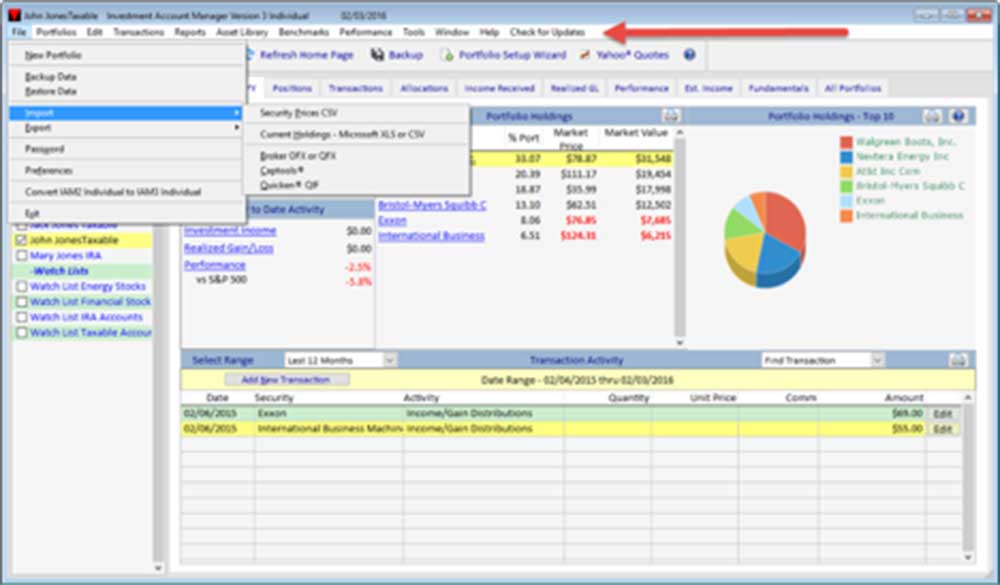 John JonesTaxable Investment Account Manager Version 3 Individual 02/03/2016
File Portfolios Edit Transactions Reports Asset Library Benchmarks Performance Tools Window Help Check for Updates
New Portfolio
Backup Data
Restore Data
Import
Export
Password
Preferences
Convert IAM2 Individual to IAM3 Individual
Exit
Security Prices CSV
Current Holdings - Microsoft XLS or CSV
Broker OFX or QFX
Captools®
Quicken® QIF
Refresh Home Page Backup Portfolio Setup Wizard Yahoo® Quotes
Positions Transactions Allocations Income Received Realized GL Performance Est. Income Fundamentals All Portfolios
John JonesTaxable
Mary Jones IRA
-Watch Lists
Watch List Energy Stocks
Watch List Financial Stock
Watch List IRA Accounts
Watch List Taxable Accour
to Date Activity
Investment Income $0.00
Realized Gain/Loss $0.00
Performance -2.5%
vs S&P 500 -5.8%
Portfolio Holdings
% Port Market Price Market Value
33.07 $78.87 $31,548
20.39 $111.17 $19,454
18.87 $35.99 $17,998
Bristol-Myers Squibb C 13.10 $62.51 $12,502
Exxon 8.06 $76.85 $7,685
International Business 6.51 $124.31 $6,215
Portfolio Holdings - Top 10
Walgreen Boots, Inc.
Nextera Energy Inc
At&t Inc Com
Bristol-Myers Squibb C
Exxon
International Business
Select Range Last 12 Months Transaction Activity Find Transaction
Add New Transaction Date Range - 02/04/2015 thru 02/03/2016
Date Security Activity Quantity Unit Price Comm Amount
02/06/2015 Exxon Income/Gain Distributions $69.00 Edit
02/06/2015 International Business Machin Income/Gain Distributions $55.00 Edit